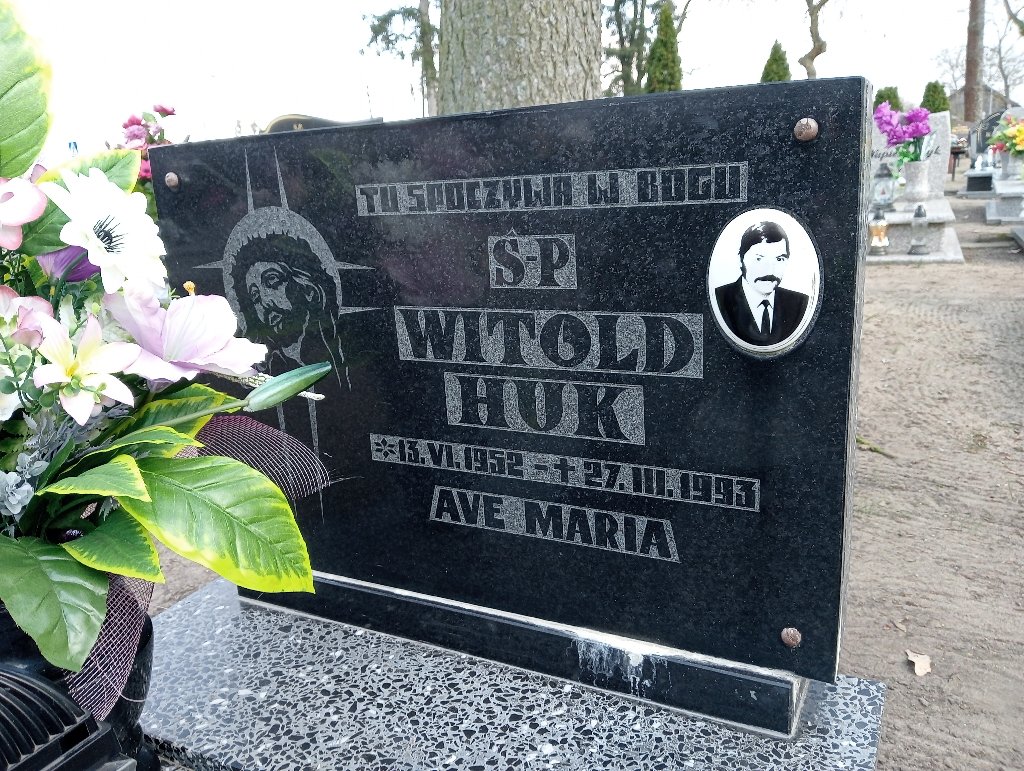 TU SPOCZYWA W BOGU
Ś-P
WITOLD
HUK
13.VI.1952 - † 27.III.1993
AVE MARIA